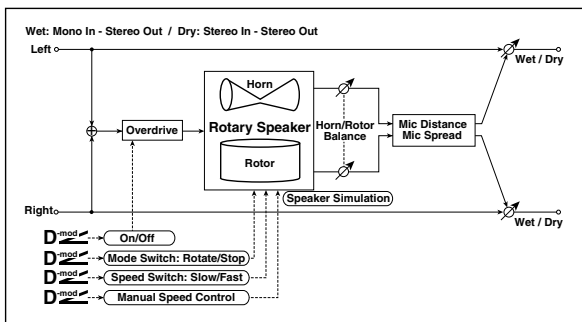 Wet: Mono In - Stereo Out / Dry: Stereo In - Stereo Out
Left
Wet / Dry
Horn
Overdrive
Rotary Speaker
Horn/Rotor
Balance
Mic Distance
Mic Spread
Rotor
Speaker Simulation
Right
Wet / Dry
D-mod On/Off
D-mod Mode Switch: Rotate/Stop
D-mod Speed Switch: Slow/Fast
D-mod Manual Speed Control